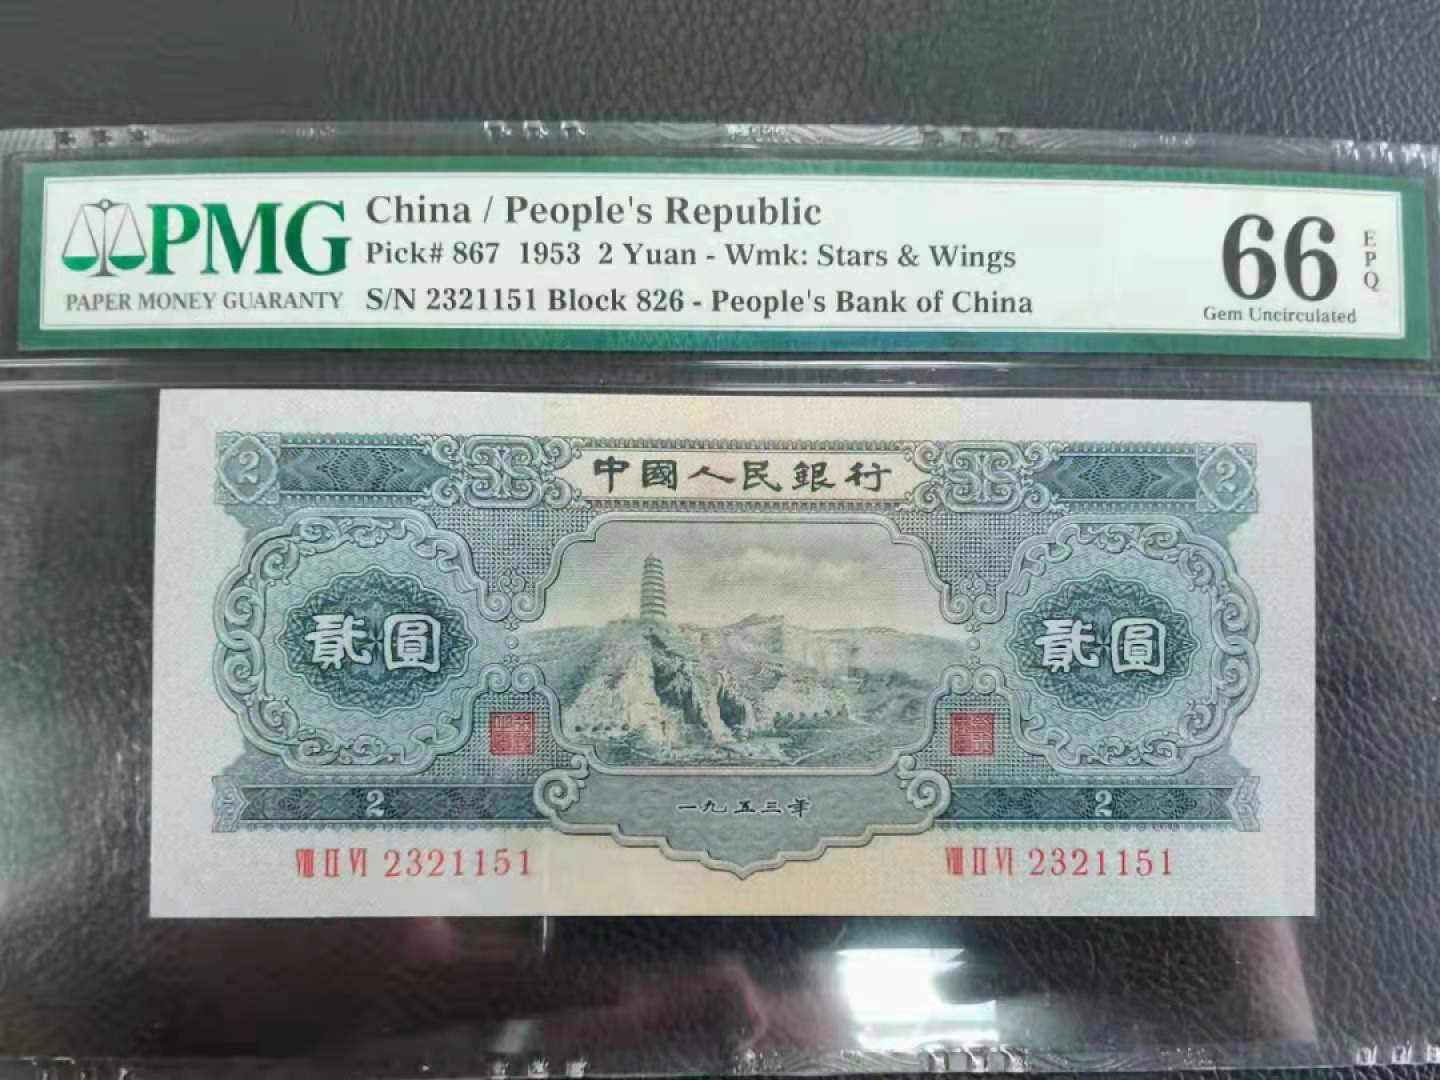 PMG
PAPER MONEY GUARANTY
China / People's Republic
Pick# 867 1953 2 Yuan - Wmk: Stars & Wings
S/N 2321151 Block 826 - People's Bank of China
66 EPQ
Gem Uncirculated
2 中國人民銀行 2
貳圓 貳圓
2 一九五三年 2
VIII II VI 2321151 VIII II VI 2321151